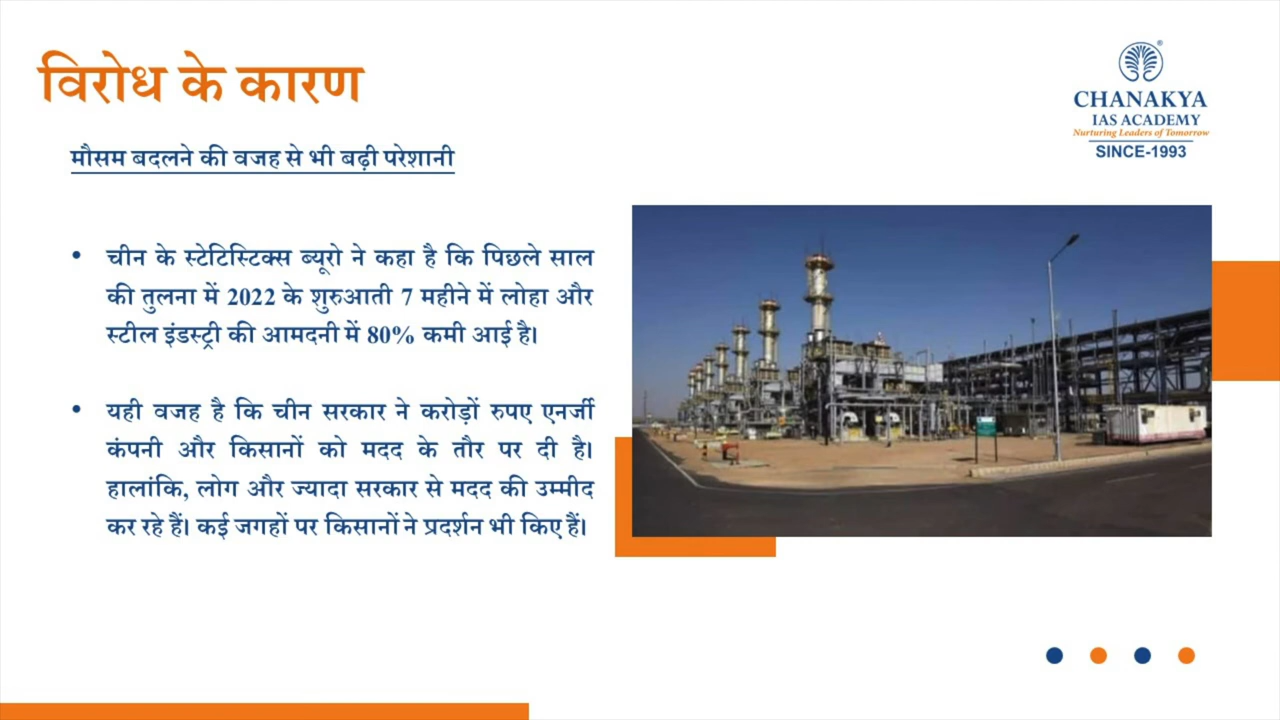 विरोध के कारण
CHANAKYA
IAS ACADEMY
Nurturing Leaders of Tomorrow
SINCE-1993
मौसम बदलने की वजह से भी बढ़ी परेशानी
• चीन के स्टेटिस्टिक्स ब्यूरो ने कहा है कि पिछले साल
की तुलना में 2022 के शुरुआती 7 महीने में लोहा और
स्टील इंडस्ट्री की आमदनी में 80% कमी आई है।
• यही वजह है कि चीन सरकार ने करोड़ों रुपए एनर्जी
कंपनी और किसानों को मदद के तौर पर दी है।
हालांकि, लोग और ज्यादा सरकार से मदद की उम्मीद
कर रहे हैं। कई जगहों पर किसानों ने प्रदर्शन भी किए हैं।